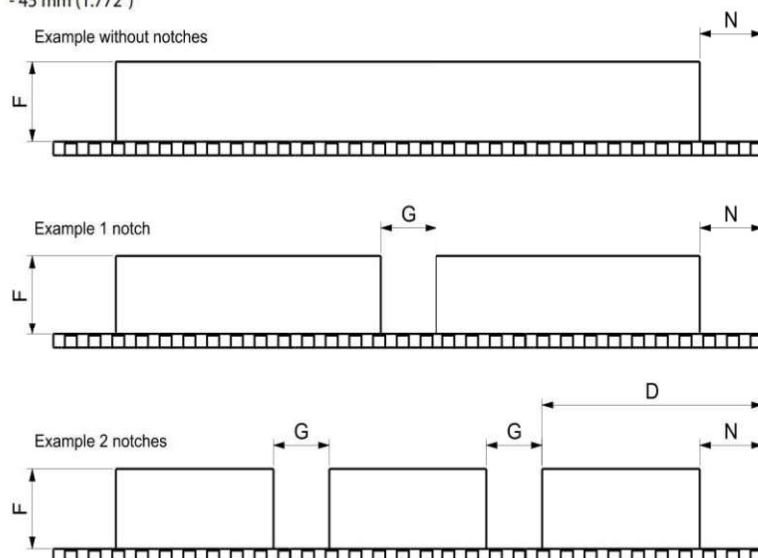 - 45 mm (1.772")
Example without notches
N
F
Example 1 notch
G
N
F
D
Example 2 notches
G
G
N
F